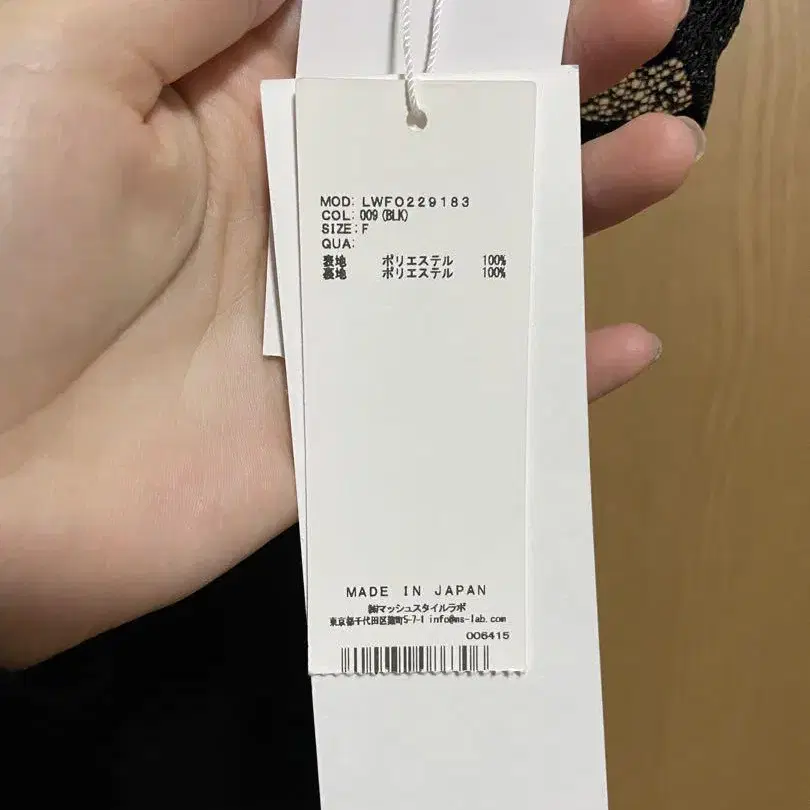 MOD: LWFO229183
COL: 009(BLK)
SIZE: F
QUA:
表地 ポリエステル 100%
裏地 ポリエステル 100%
MADE IN JAPAN
㈱マッシュスタイルラボ
東京都千代田区麹町5-7-1 info@ms-lab.com
006415